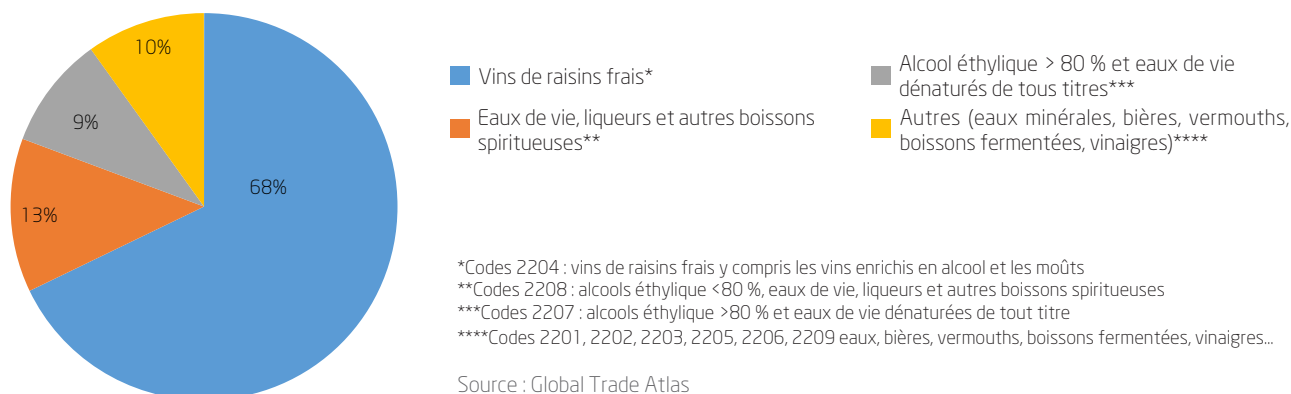 10%
9%
13%
68%
Vins de raisins frais*
Eaux de vie, liqueurs et autres boissons
spiritueuses**
Alcool éthylique > 80 % et eaux de vie
dénaturés de tous titres***
Autres (eaux minérales, bières, vermouths,
boissons fermentées, vinaigres)****
*Codes 2204 : vins de raisins frais y compris les vins enrichis en alcool et les moûts
**Codes 2208 : alcools éthylique <80 %, eaux de vie, liqueurs et autres boissons spiritueuses
***Codes 2207 : alcools éthylique >80 % et eaux de vie dénaturées de tout titre
****Codes 2201, 2202, 2203, 2205, 2206, 2209 eaux, bières, vermouths, boissons fermentées, vinaigres...
Source : Global Trade Atlas